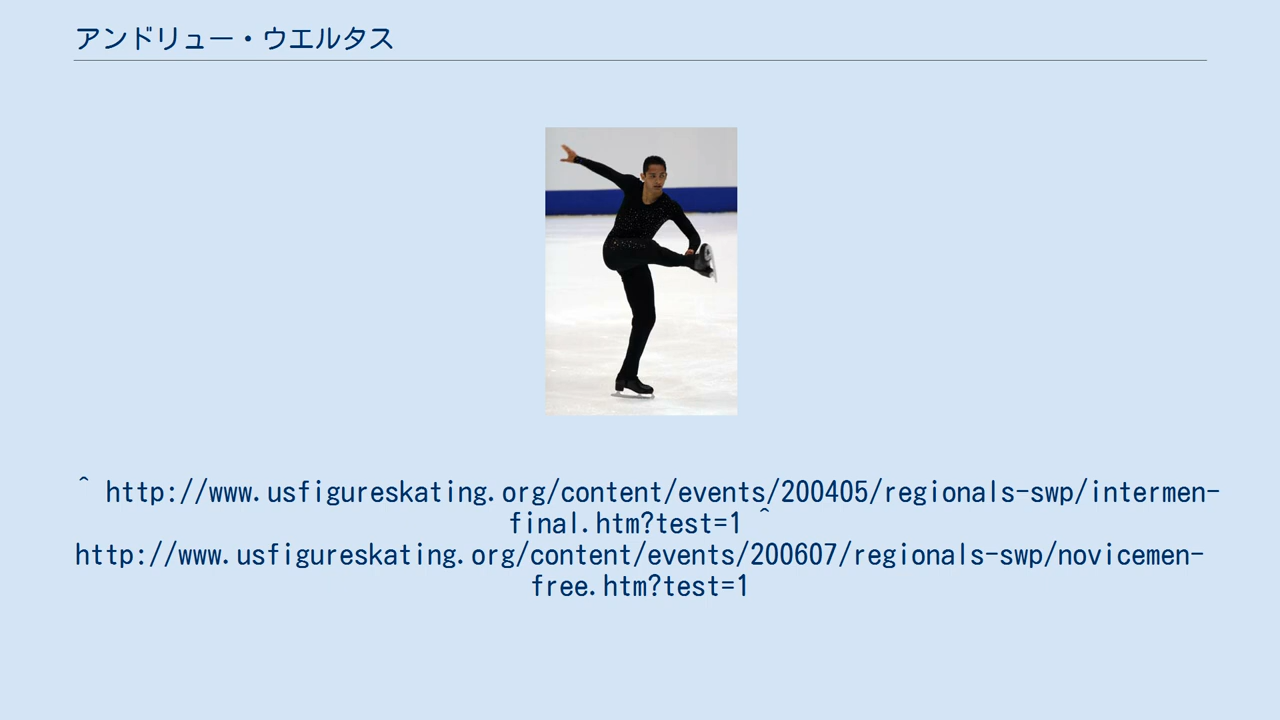 アンドリュー・ウエルタス
^ http://www.usfigureskating.org/content/events/200405/regionals-swp/intermen-
final.htm?test=1 ^
http://www.usfigureskating.org/content/events/200607/regionals-swp/novicemen-
free.htm?test=1